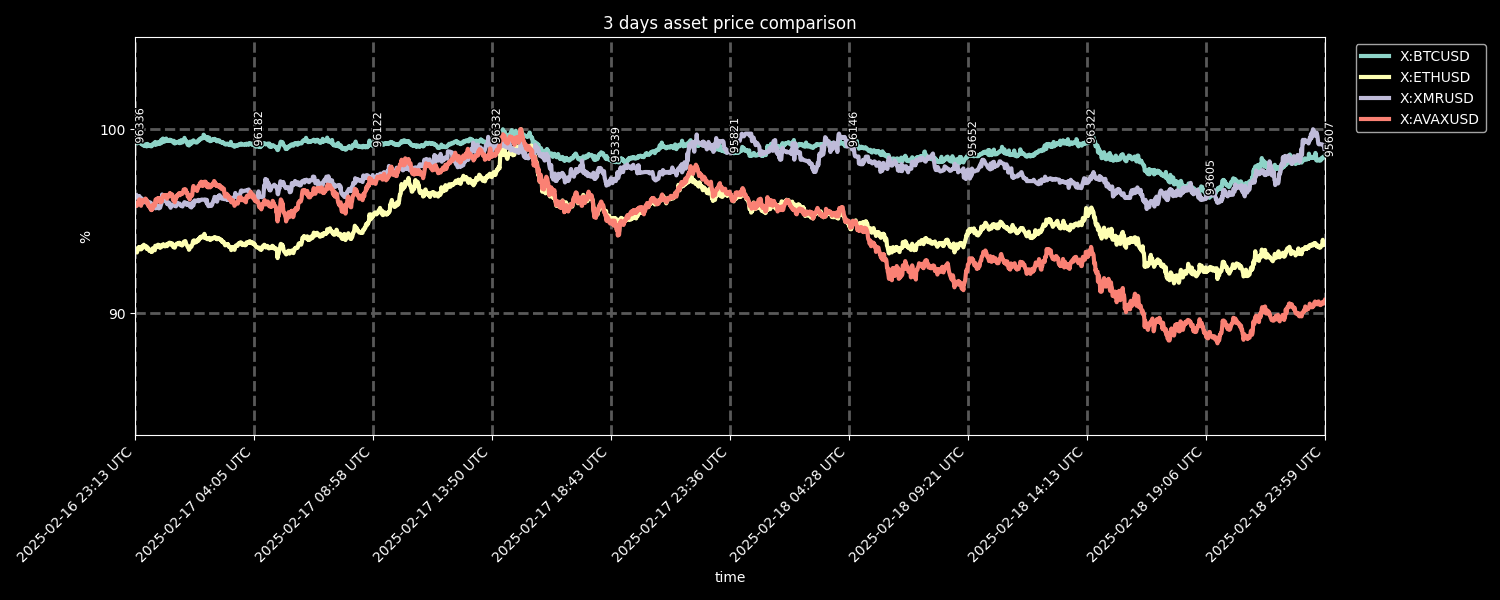 3 days asset price comparison
X:BTCUSD
X:ETHUSD
X:XMRUSD
X:AVAXUSD
%
100
90
96336
96182
96122
96332
95339
95821
96146
95652
96322
93605
95607
2025-02-16 23:13 UTC
2025-02-17 04:05 UTC
2025-02-17 08:58 UTC
2025-02-17 13:50 UTC
2025-02-17 18:43 UTC
2025-02-17 23:36 UTC
2025-02-18 04:28 UTC
2025-02-18 09:21 UTC
2025-02-18 14:13 UTC
2025-02-18 19:06 UTC
2025-02-18 23:59 UTC
time